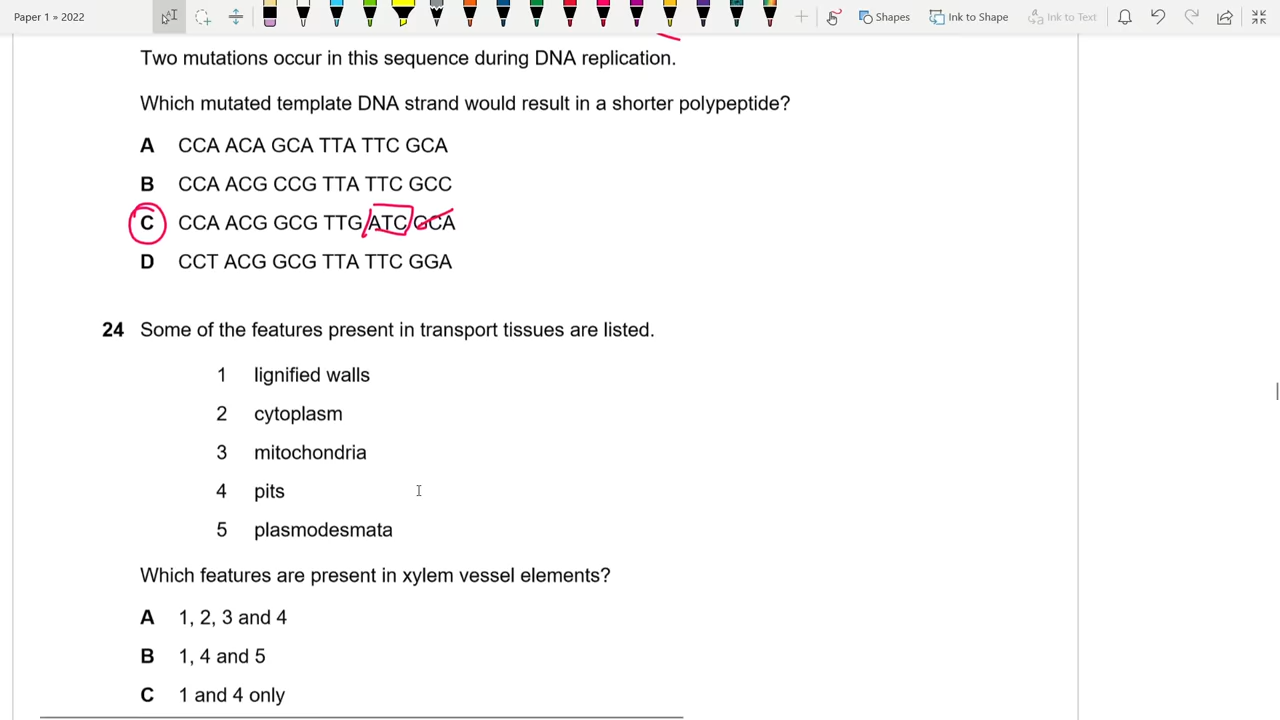 Paper 1 » 2022
Shapes
Ink to Shape
Ink to Text
Two mutations occur in this sequence during DNA replication.
Which mutated template DNA strand would result in a shorter polypeptide?
A CCA ACA GCA TTA TTC GCA
B CCA ACG CCG TTA TTC GCC
C CCA ACG GCG TTG ATC GCA
D CCT ACG GCG TTA TTC GGA
24 Some of the features present in transport tissues are listed.
1 lignified walls
2 cytoplasm
3 mitochondria
4 pits
5 plasmodesmata
Which features are present in xylem vessel elements?
A 1, 2, 3 and 4
B 1, 4 and 5
C 1 and 4 only